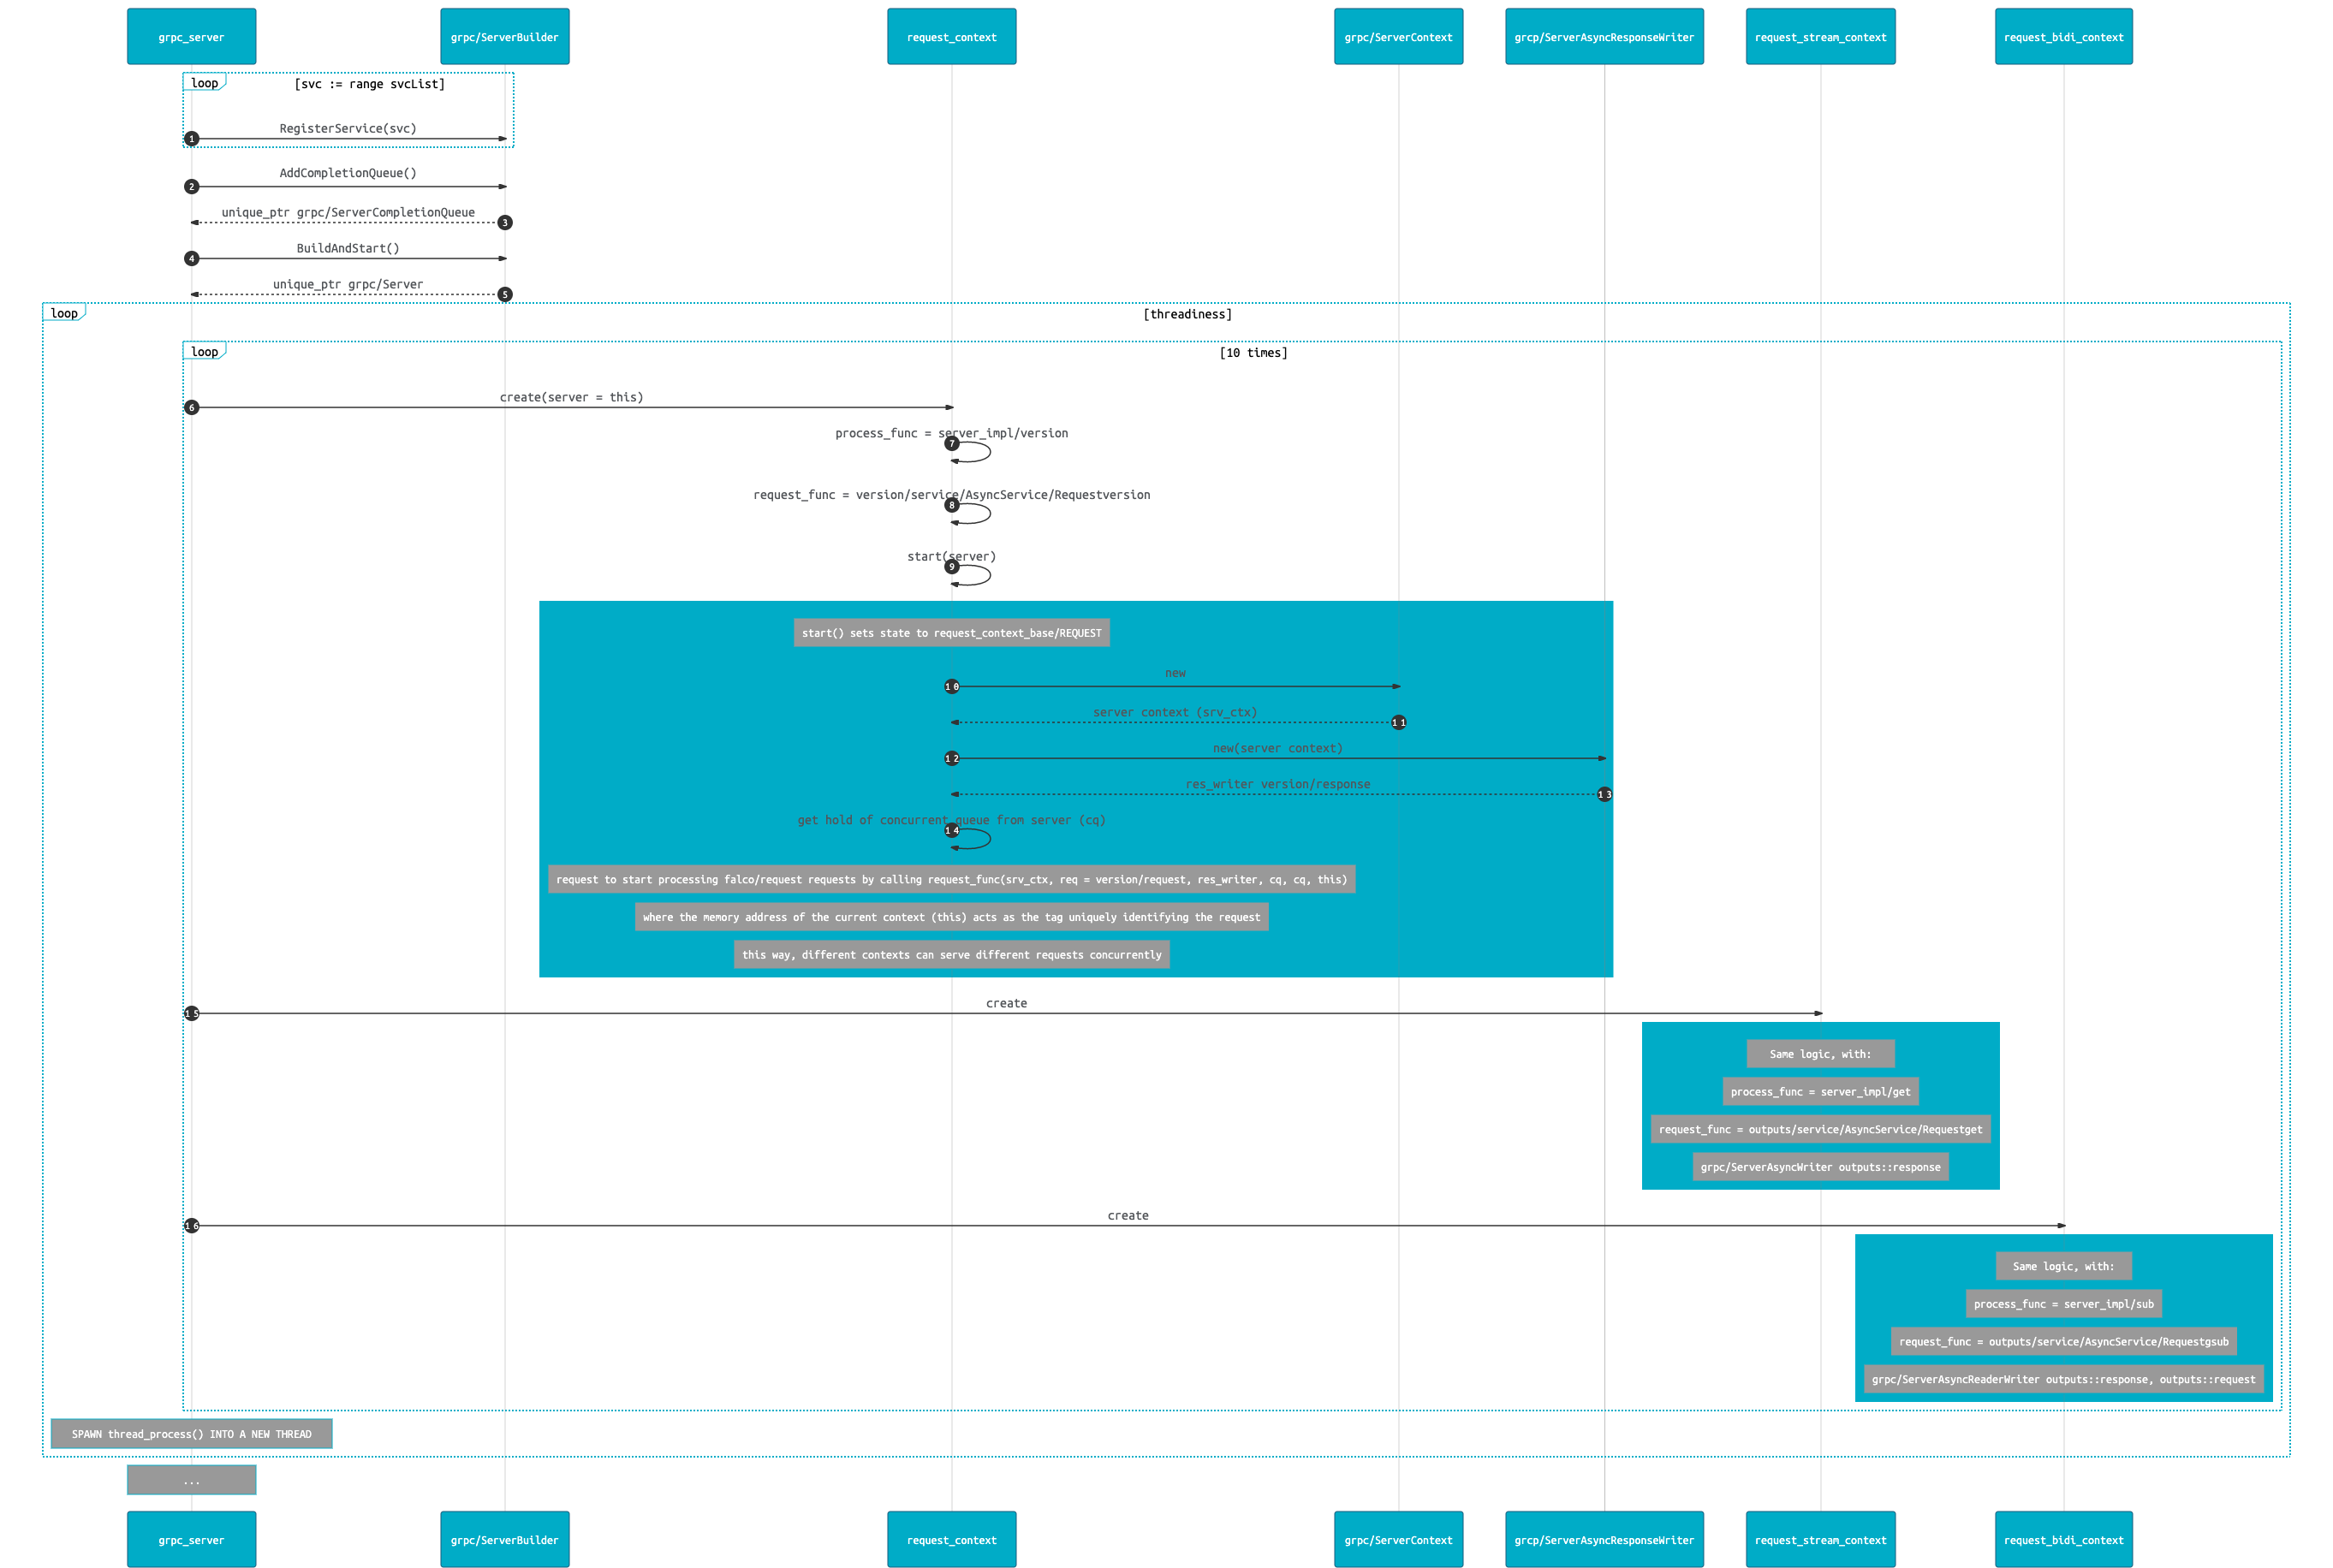 grpc_server
grpc/ServerBuilder
request_context
grpc/ServerContext
grcp/ServerAsyncResponseWriter
request_stream_context
request_bidi_context
loop
[svc := range svcList]
RegisterService(svc)
1
AddCompletionQueue()
2
unique_ptr grpc/ServerCompletionQueue
3
BuildAndStart()
4
unique_ptr grpc/Server
5
loop
[threadiness]
loop
[10 times]
create(server = this)
6
process_func = server_impl/version
7
request_func = version/service/AsyncService/Requestversion
8
start(server)
9
start() sets state to request_context_base/REQUEST
new
10
server context (srv_ctx)
11
new(server context)
12
res_writer version/response
13
get hold of concurrent queue from server (cq)
14
request to start processing falco/request requests by calling request_func(srv_ctx, req = version/request, res_writer, cq, cq, this)
where the memory address of the current context (this) acts as the tag uniquely identifying the request
this way, different contexts can serve different requests concurrently
create
15
Same logic, with:
process_func = server_impl/get
request_func = outputs/service/AsyncService/Requestget
grpc/ServerAsyncWriter outputs::response
create
16
Same logic, with:
process_func = server_impl/sub
request_func = outputs/service/AsyncService/Requestgsub
grpc/ServerAsyncReaderWriter outputs::response, outputs::request
SPAWN thread_process() INTO A NEW THREAD
...
grpc_server
grpc/ServerBuilder
request_context
grpc/ServerContext
grcp/ServerAsyncResponseWriter
request_stream_context
request_bidi_context